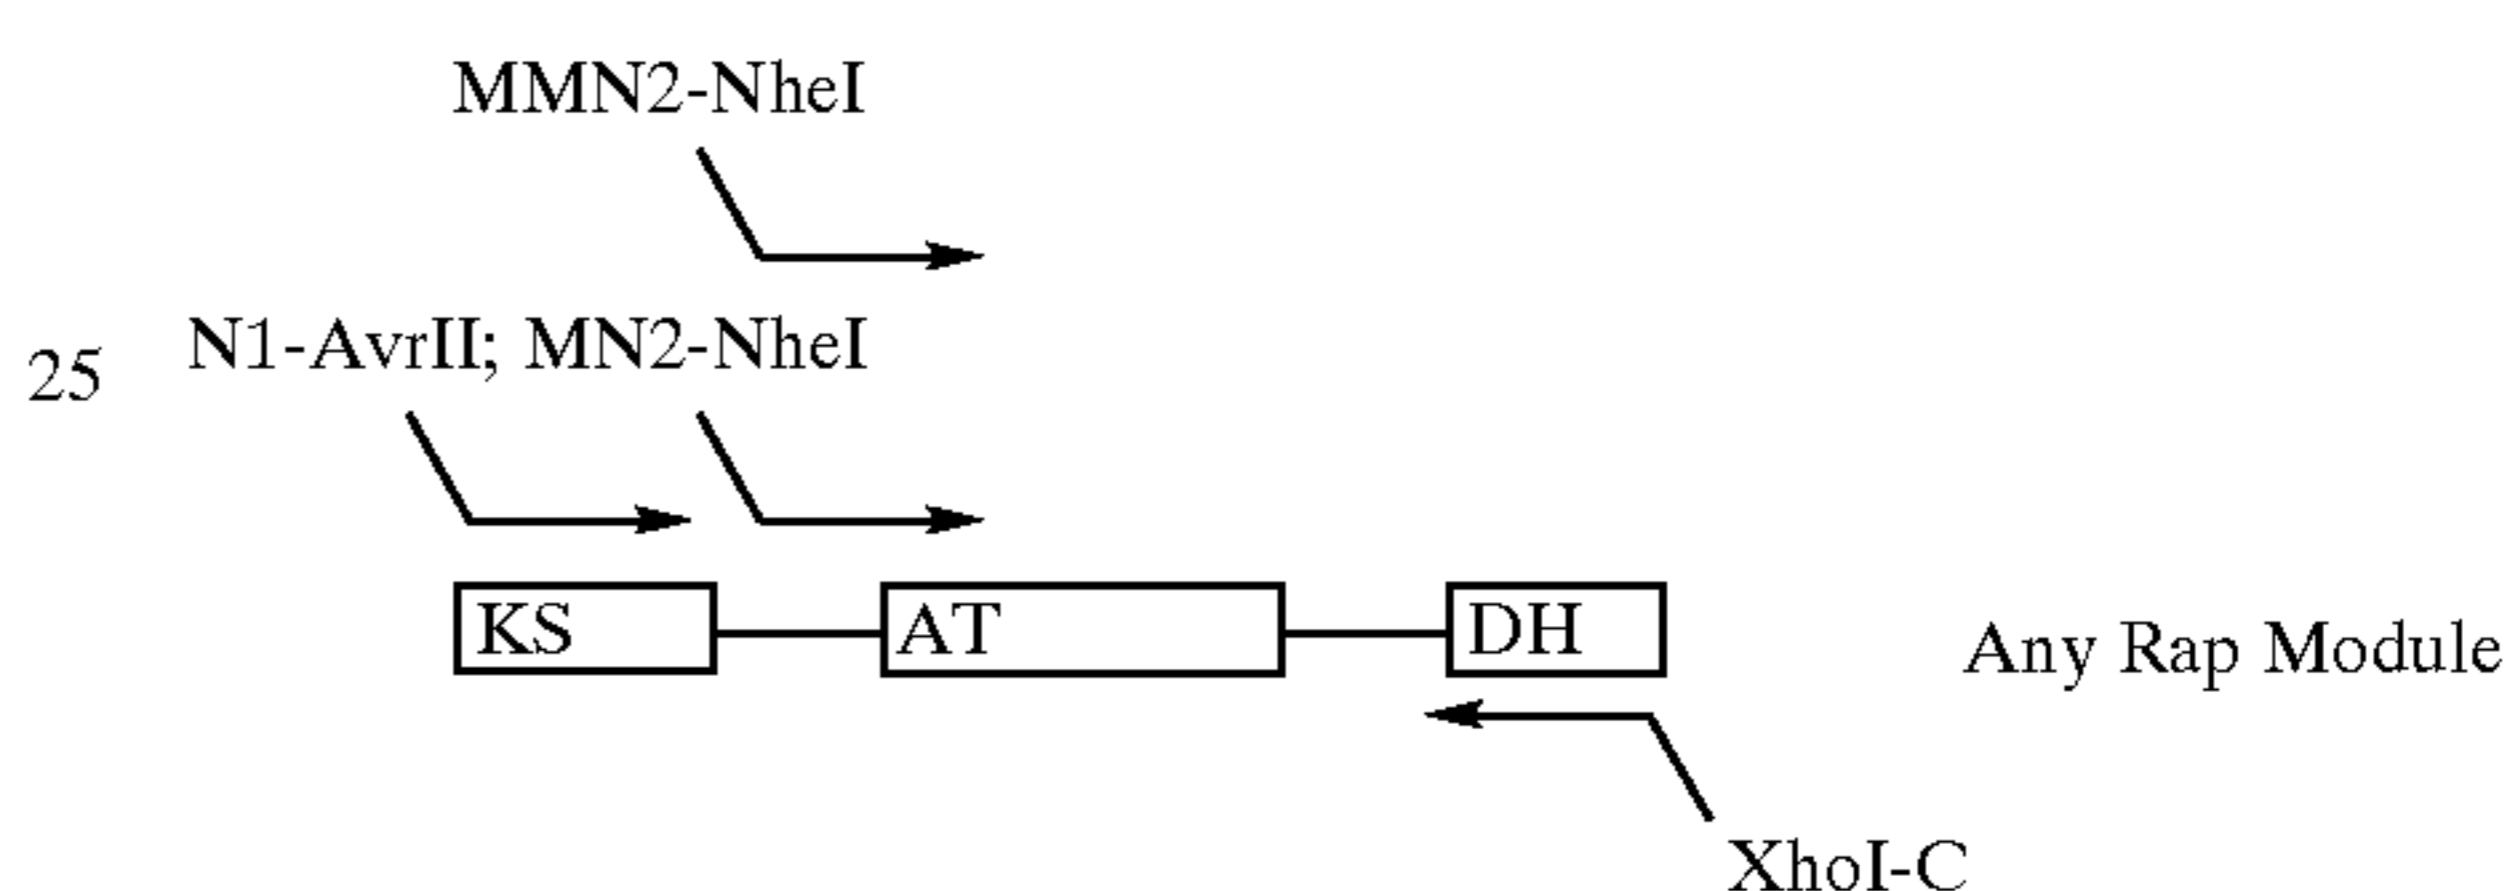 MMN2-NheI
25 N1-AvrII; MN2-NheI
KS AT DH
Any Rap Module
XhoI-C